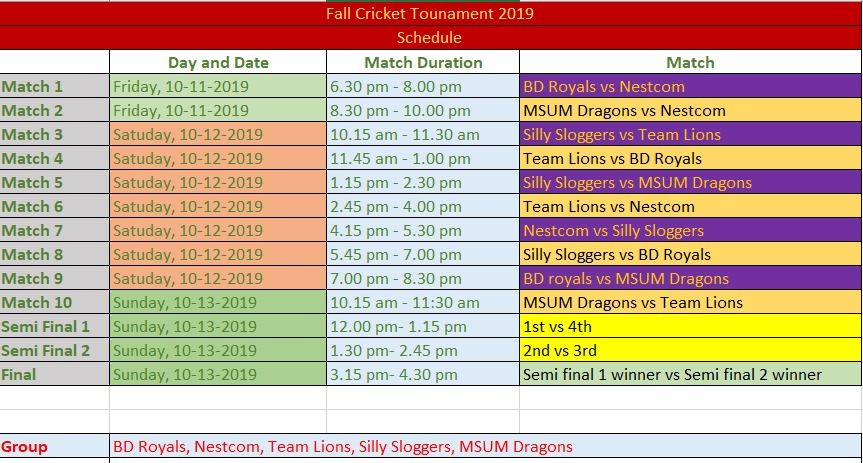 Fall Cricket Tounament 2019
Schedule
Day and Date Match Duration Match
Match 1 Friday, 10-11-2019 6.30 pm - 8.00 pm BD Royals vs Nestcom
Match 2 Friday, 10-11-2019 8.30 pm - 10.00 pm MSUM Dragons vs Nestcom
Match 3 Satuday, 10-12-2019 10.15 am - 11.30 am Silly Sloggers vs Team Lions
Match 4 Satuday, 10-12-2019 11.45 am - 1.00 pm Team Lions vs BD Royals
Match 5 Satuday, 10-12-2019 1.15 pm - 2.30 pm Silly Sloggers vs MSUM Dragons
Match 6 Satuday, 10-12-2019 2.45 pm - 4.00 pm Team Lions vs Nestcom
Match 7 Satuday, 10-12-2019 4.15 pm - 5.30 pm Nestcom vs Silly Sloggers
Match 8 Satuday, 10-12-2019 5.45 pm - 7.00 pm Silly Sloggers vs BD Royals
Match 9 Satuday, 10-12-2019 7.00 pm - 8.30 pm BD royals vs MSUM Dragons
Match 10 Sunday, 10-13-2019 10.15 am - 11:30 am MSUM Dragons vs Team Lions
Semi Final 1 Sunday, 10-13-2019 12.00 pm- 1.15 pm 1st vs 4th
Semi Final 2 Sunday, 10-13-2019 1.30 pm- 2.45 pm 2nd vs 3rd
Final Sunday, 10-13-2019 3.15 pm- 4.30 pm Semi final 1 winner vs Semi final 2 winner
Group BD Royals, Nestcom, Team Lions, Silly Sloggers, MSUM Dragons